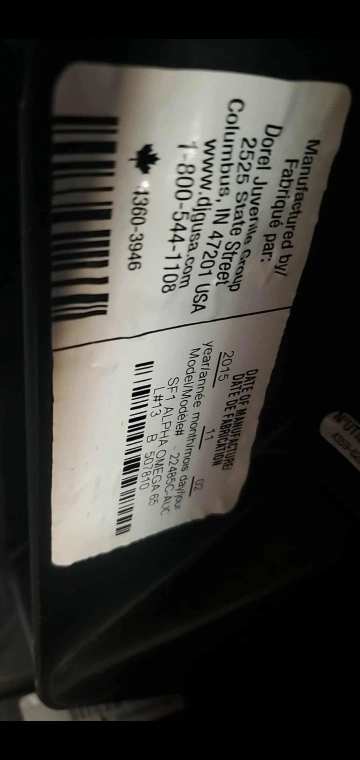 Manufactured by/
Fabriqué par:
Dorel Juvenile Group
2525 State Street
Columbus, IN 47201 USA
www.djgusa.com
1-800-544-1108
4360-3946
DATE OF MANUFACTURE/
DATE DE FABRICATION
2015 11 02
year/année month/mois day/jour
Model/Modèle# 22485C-AUC
SF1 ALPHA OMEGA 65
L#13 B 507810